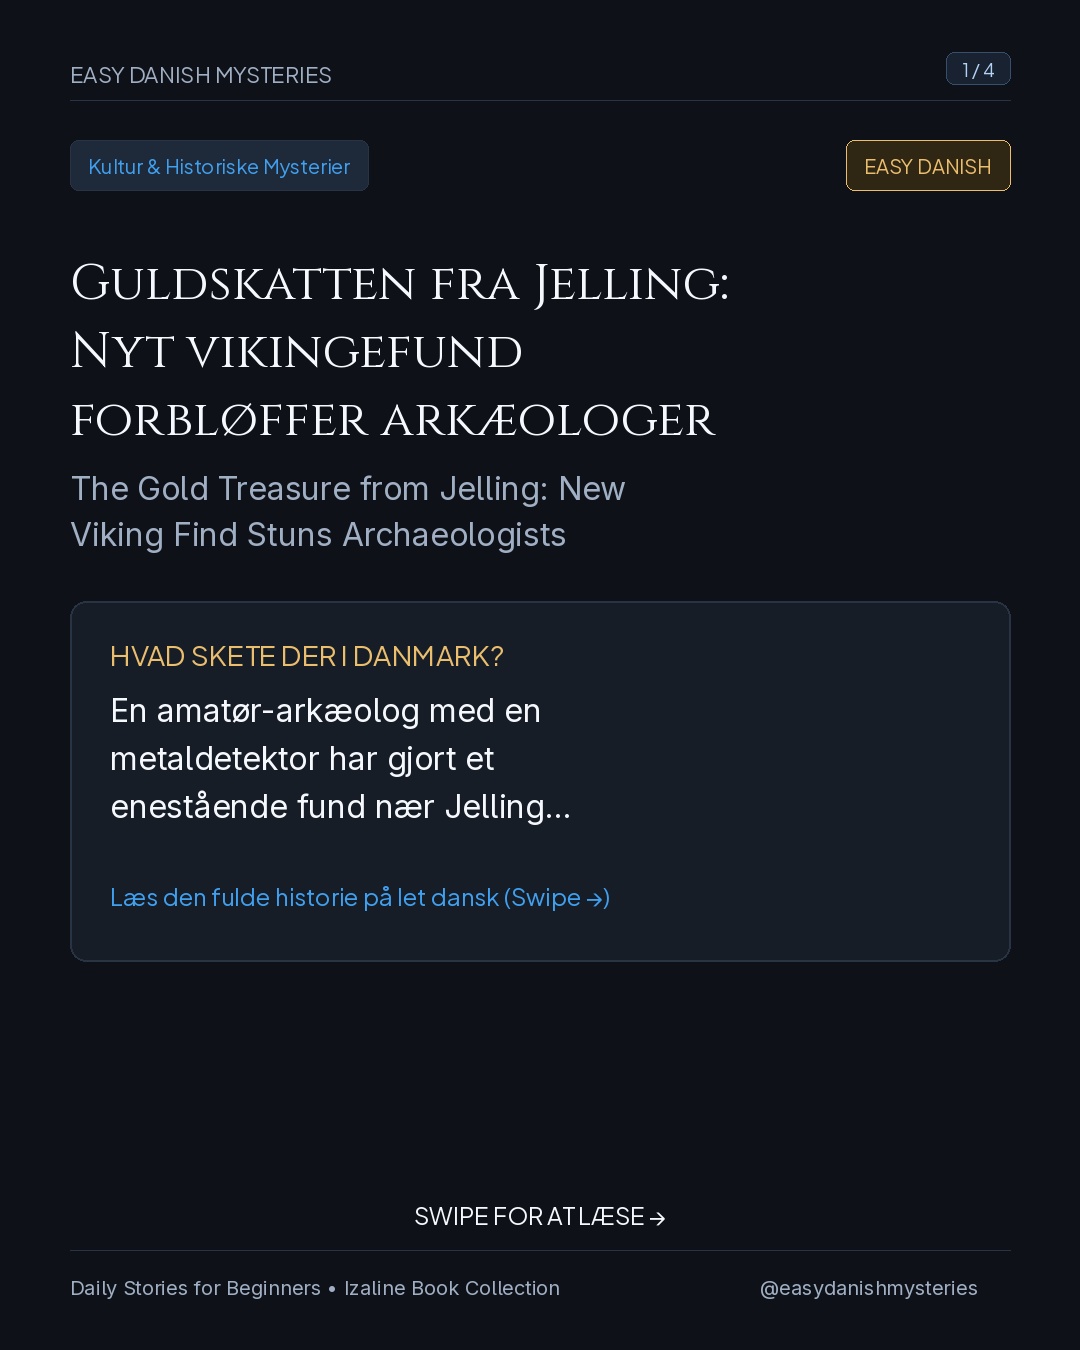 EASY DANISH MYSTERIES
1 / 4
Kultur & Historiske Mysterier
EASY DANISH
Guldskatten fra Jelling:
Nyt vikingefund
forbløffer arkæologer
The Gold Treasure from Jelling: New
Viking Find Stuns Archaeologists
HVAD SKETE DER I DANMARK?
En amatør-arkæolog med en
metaldetektor har gjort et
enestående fund nær Jelling...
Læs den fulde historie på let dansk (Swipe →)
SWIPE FOR AT LÆSE →
Daily Stories for Beginners • Izaline Book Collection
@easydanishmysteries